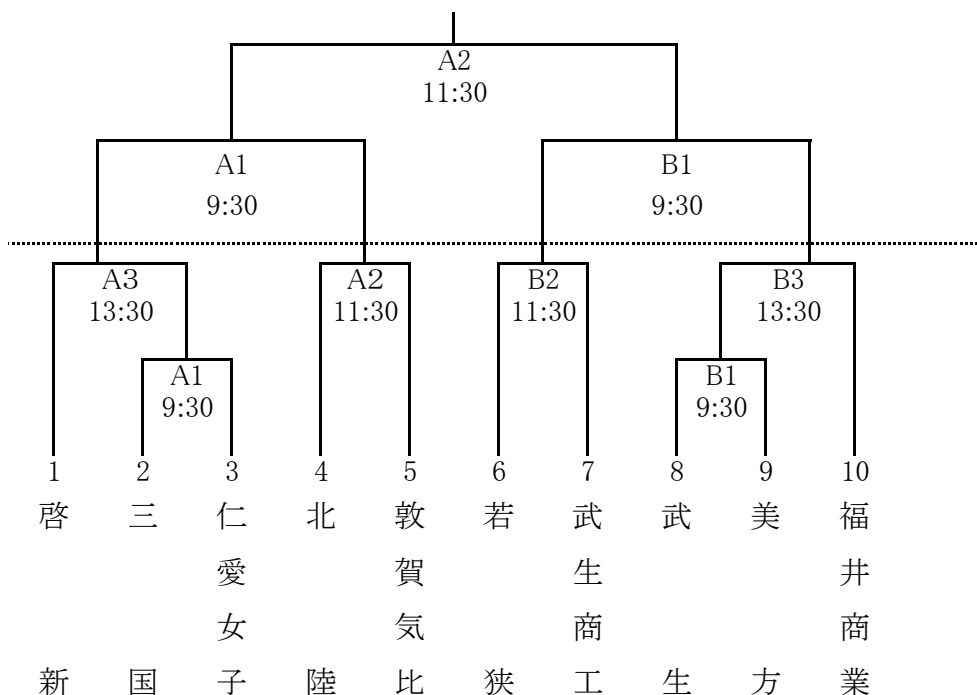 A2
11:30
A1
B1
9:30
9:30
A3
A2
B2
B3
13:30
11:30
11:30
13:30
A1
B1
9:30
9:30
1
2
3
4
5
6
7
8
9
10
啓新
三国
仁愛女子
北陸
敦賀気比
若狭
武生商工
武生
美方
福井商業